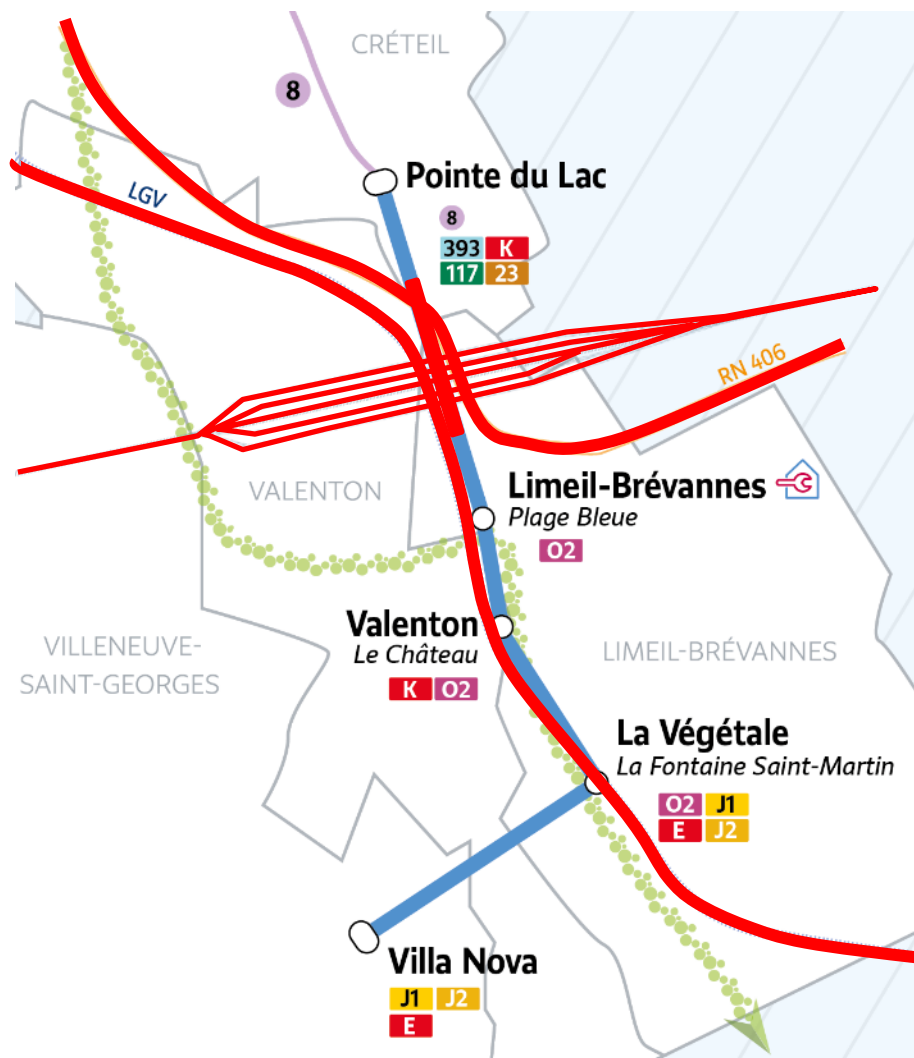 CRÉTEIL
8
Pointe du Lac
LGV
8
393 K
117 23
RN 406
VALENTON
Limeil-Brévannes
Plage Bleue
O2
Valenton
Le Château
K O2
VILLENEUVE-
SAINT-GEORGES
LIMEIL-BRÉVANNES
La Végétale
La Fontaine Saint-Martin
O2 J1
E J2
Villa Nova
J1 J2
E